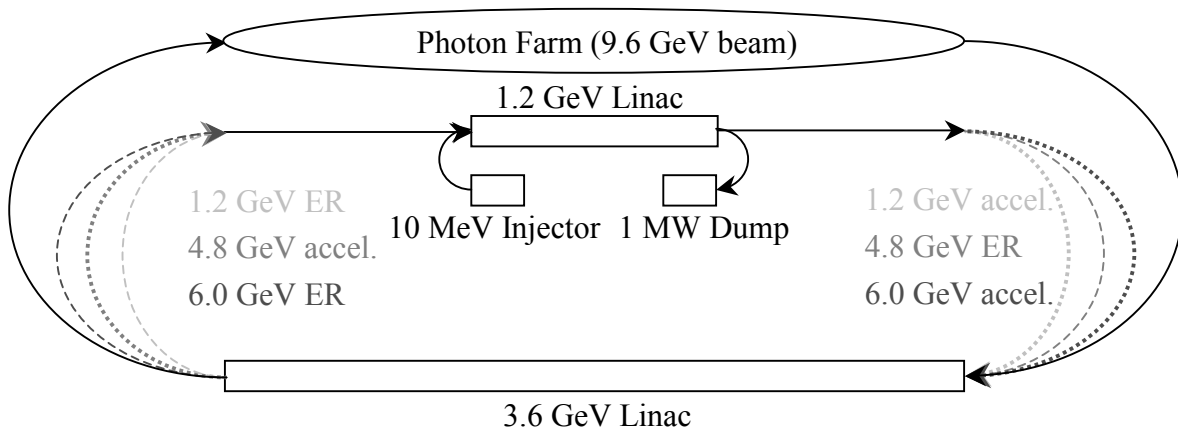 Photon Farm (9.6 GeV beam)
1.2 GeV Linac
1.2 GeV ER
4.8 GeV accel.
6.0 GeV ER
10 MeV Injector
1 MW Dump
1.2 GeV accel.
4.8 GeV ER
6.0 GeV accel.
3.6 GeV Linac